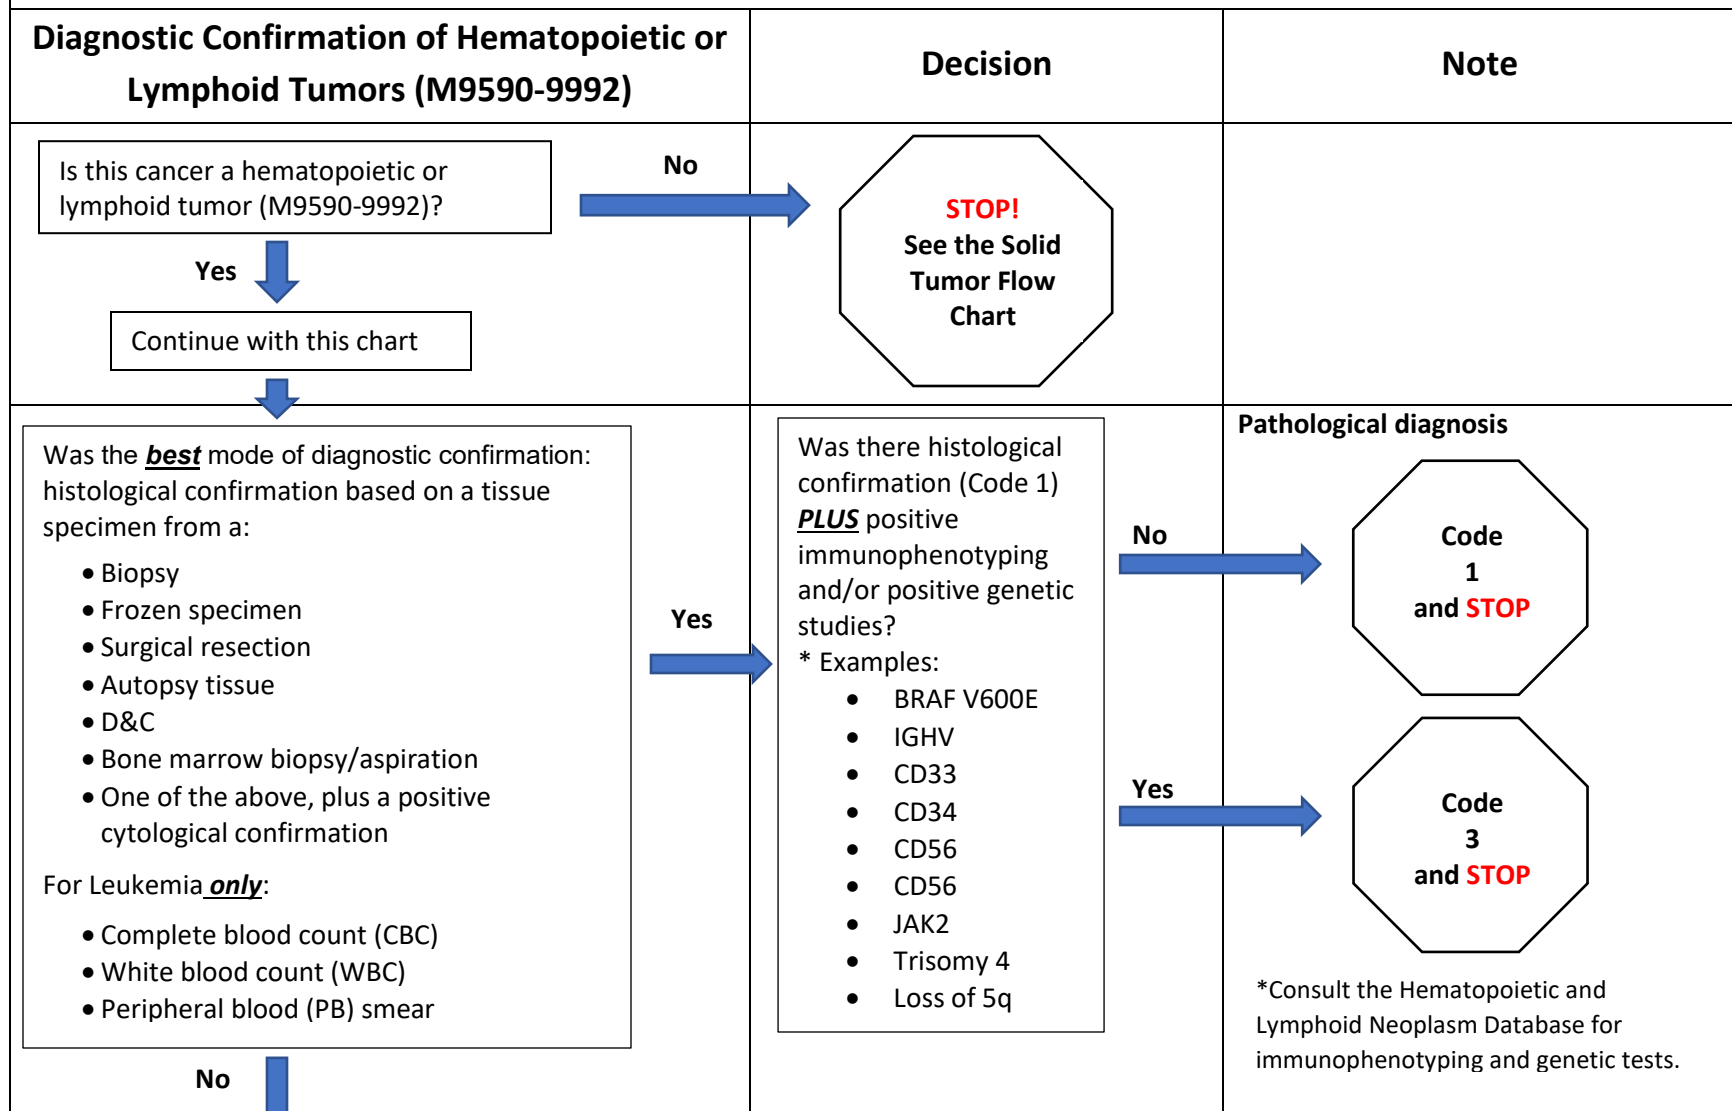 Diagnostic Confirmation of Hematopoietic or
Lymphoid Tumors (M9590-9992)
Decision
Note
Is this cancer a hematopoietic or
lymphoid tumor (M9590-9992)?
No
STOP!
See the Solid
Tumor Flow
Chart
Yes
Continue with this chart
Was the best mode of diagnostic confirmation:
histological confirmation based on a tissue
specimen from a:
• Biopsy
• Frozen specimen
• Surgical resection
• Autopsy tissue
• D&C
• Bone marrow biopsy/aspiration
• One of the above, plus a positive
cytological confirmation
For Leukemia only:
• Complete blood count (CBC)
• White blood count (WBC)
• Peripheral blood (PB) smear
No
Yes
Was there histological
confirmation (Code 1)
PLUS positive
immunophenotyping
and/or positive genetic
studies?
* Examples:
• BRAF V600E
• IGHV
• CD33
• CD34
• CD56
• CD56
• JAK2
• Trisomy 4
• Loss of 5q
No
Yes
Pathological diagnosis
Code
1
and STOP
Code
3
and STOP
*Consult the Hematopoietic and
Lymphoid Neoplasm Database for
immunophenotyping and genetic tests.